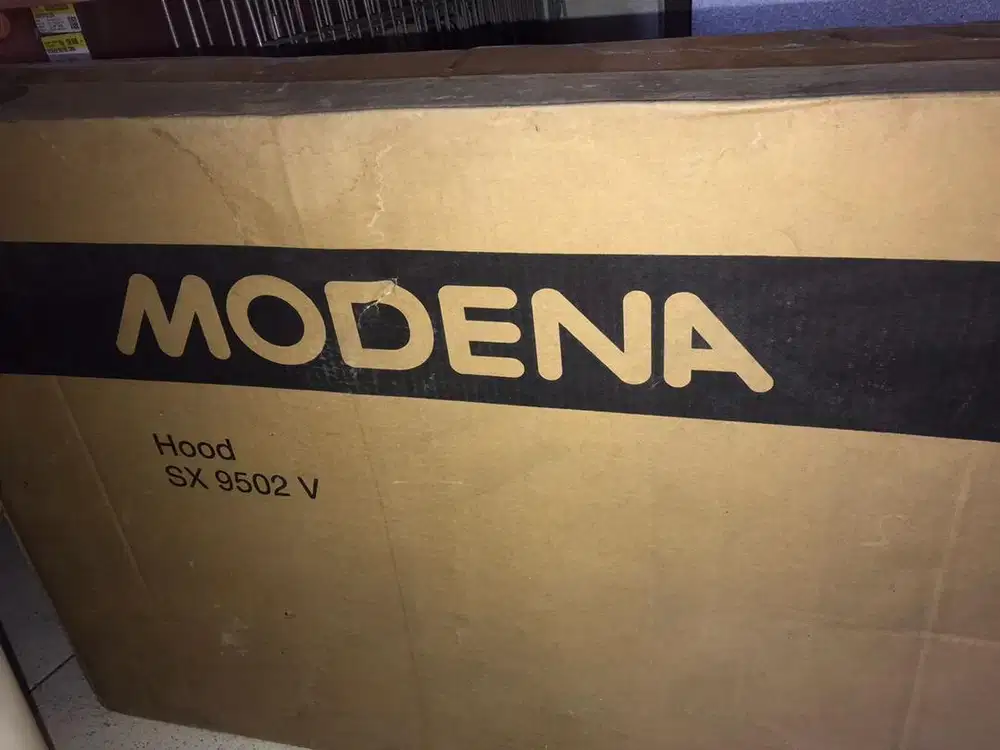 MODENA
Hood
SX 9502 V